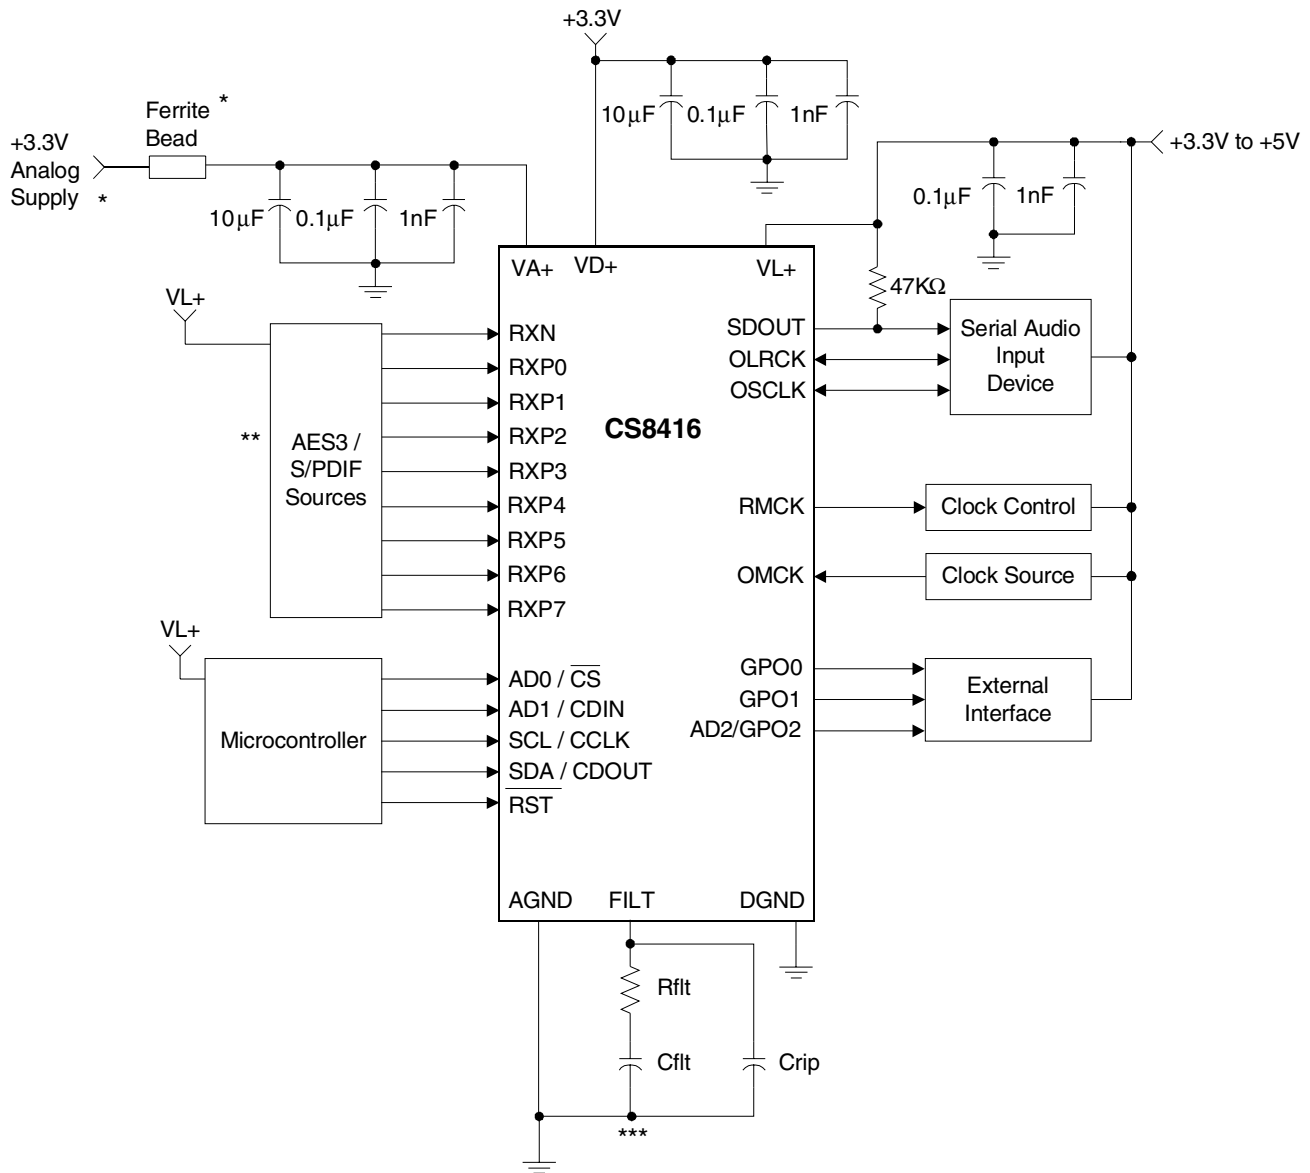 +3.3V
10μF
0.1μF
1nF
Ferrite *
Bead
+3.3V
Analog
Supply *
10μF
0.1μF
1nF
+3.3V to +5V
0.1μF
1nF
VA+
VD+
VL+
47KΩ
VL+
RXN
RXP0
RXP1
RXP2
RXP3
RXP4
RXP5
RXP6
RXP7
**
AES3 /
S/PDIF
Sources
CS8416
SDOUT
OLRCK
OSCLK
Serial Audio
Input
Device
RMCK
Clock Control
OMCK
Clock Source
VL+
Microcontroller
AD0 / CS
AD1 / CDIN
SCL / CCLK
SDA / CDOUT
RST
GPO0
GPO1
AD2/GPO2
External
Interface
AGND
FILT
DGND
Rflt
Cflt
Crip
***